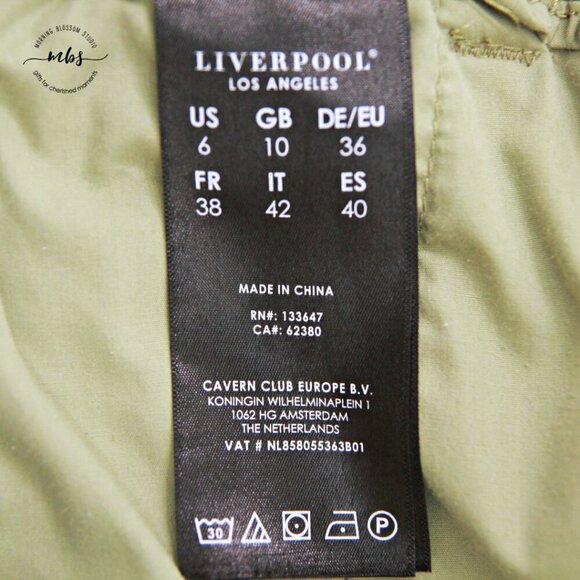 MORNING BLOSSOM STUDIO
mbs
gifts for cherished moments
LIVERPOOL®
LOS ANGELES
US GB DE/EU
6 10 36
FR IT ES
38 42 40
MADE IN CHINA
RN#: 133647
CA#: 62380
CAVERN CLUB EUROPE B.V.
KONINGIN WILHELMINAPLEIN 1
1062 HG AMSTERDAM
THE NETHERLANDS
VAT # NL858055363B01
30 P